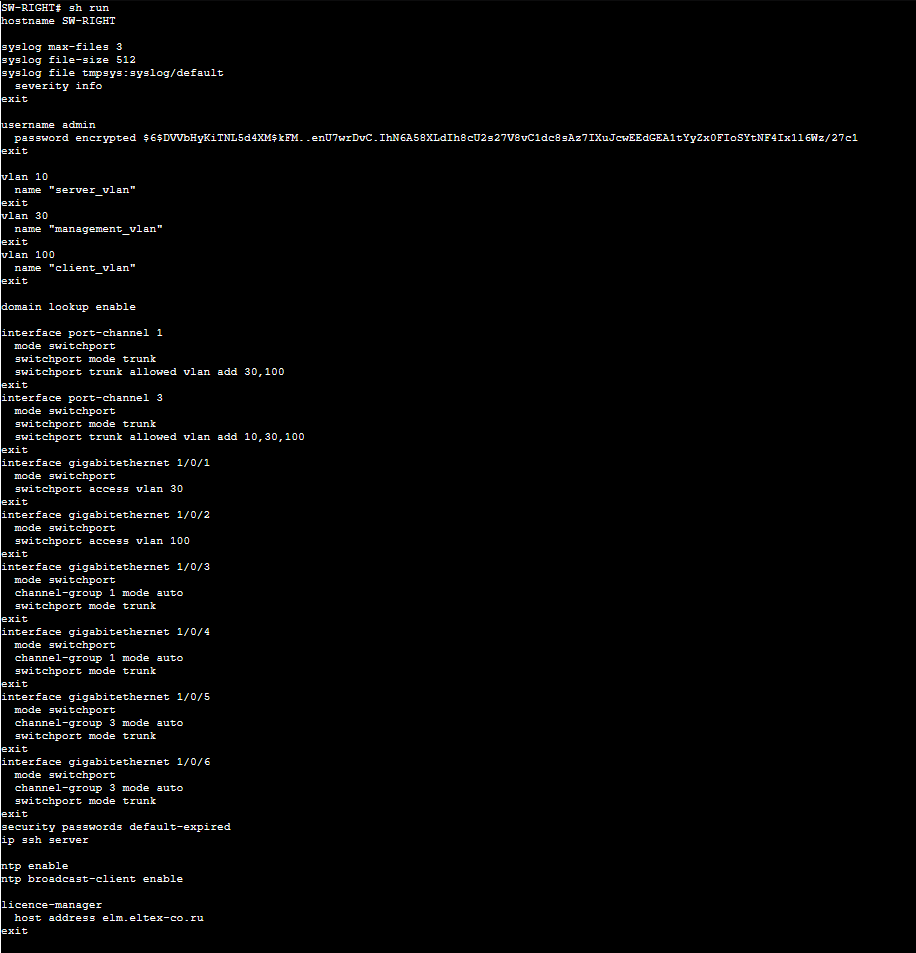 SW-RIGHT# sh run
hostname SW-RIGHT
syslog max-files 3
syslog file-size 512
syslog file tmpsys:syslog/default
severity info
exit
username admin
password encrypted $6$DVVbHyKiTNL5d4XM$kFM..enU7wrDvC.IhN6A58XLdIh8cU2s27V8vC1dc8sAz7IXuJcwEEdGEA1tYyZx0FIoSYtNF4Ix1l6Wz/27c1
exit
vlan 10
name "server_vlan"
exit
vlan 30
name "management_vlan"
exit
vlan 100
name "client_vlan"
exit
domain lookup enable
interface port-channel 1
mode switchport
switchport mode trunk
switchport trunk allowed vlan add 30,100
exit
interface port-channel 3
mode switchport
switchport mode trunk
switchport trunk allowed vlan add 10,30,100
exit
interface gigabitethernet 1/0/1
mode switchport
switchport access vlan 30
exit
interface gigabitethernet 1/0/2
mode switchport
switchport access vlan 100
exit
interface gigabitethernet 1/0/3
mode switchport
channel-group 1 mode auto
switchport mode trunk
exit
interface gigabitethernet 1/0/4
mode switchport
channel-group 1 mode auto
switchport mode trunk
exit
interface gigabitethernet 1/0/5
mode switchport
channel-group 3 mode auto
switchport mode trunk
exit
interface gigabitethernet 1/0/6
mode switchport
channel-group 3 mode auto
switchport mode trunk
exit
security passwords default-expired
ip ssh server
ntp enable
ntp broadcast-client enable
licence-manager
host address elm.eltex-co.ru
exit